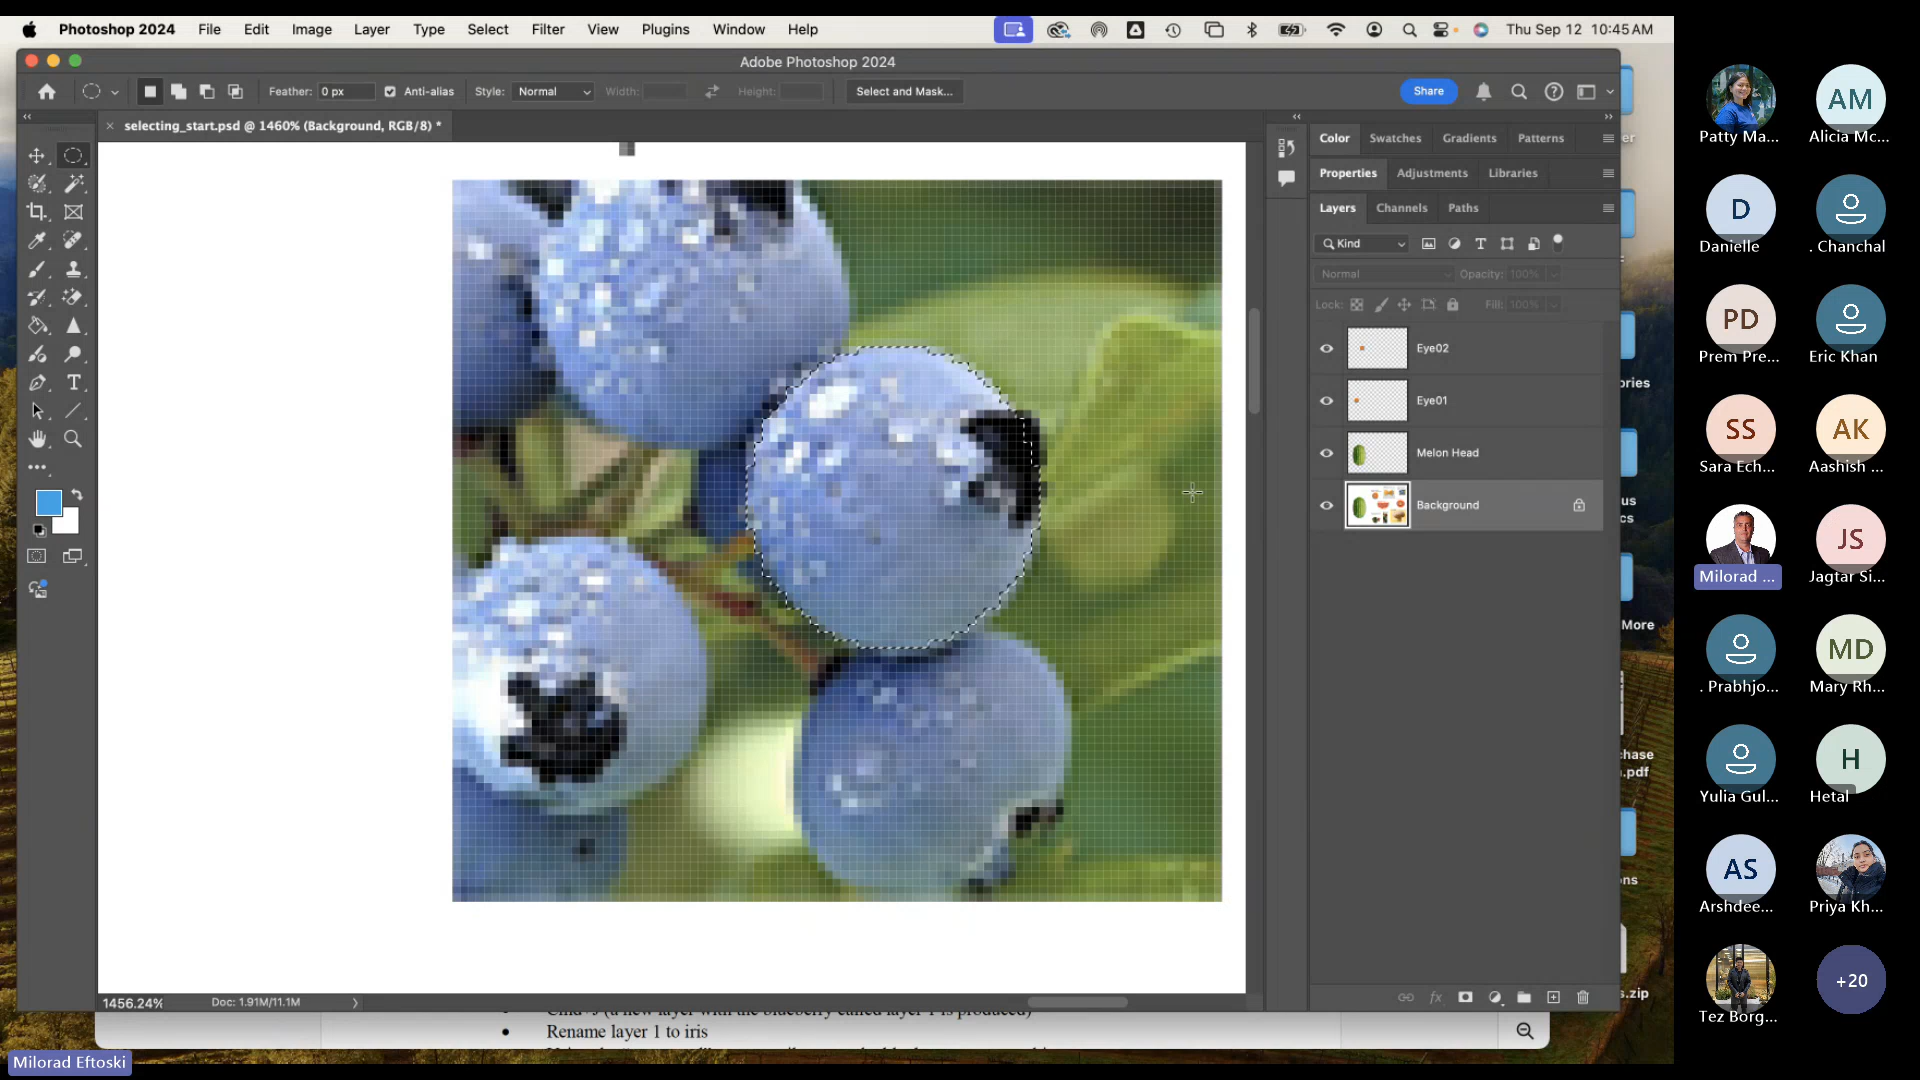 Photoshop 2024 File Edit Image Layer Type Select Filter View Plugins Window Help Thu Sep 12 10:45 AM
Adobe Photoshop 2024
Feather: 0 px Anti-alias Style: Normal Width: Height: Select and Mask... Share
selecting_start.psd @ 1460% (Background, RGB/8) *
Color Swatches Gradients Patterns
Properties Adjustments Libraries
Layers Channels Paths
Kind
Normal Opacity: 100%
Lock: Fill: 100%
Eye02
Eye01
Melon Head
Background
1456.24% Doc: 1.91M/11.1M
Rename layer 1 to iris
More
.zip
Milorad Eftoski
Patty Ma... Alicia Mc...
AM
D
Danielle . Chanchal
PD
Prem Pre... Eric Khan
SS AK
Sara Ech... Aashish ...
JS
Milorad ... Jagtar Si...
MD
. Prabhjo... Mary Rh...
H
Yulia Gul... Hetal
AS
Arshdee... Priya Kh...
+20
Tez Borg...